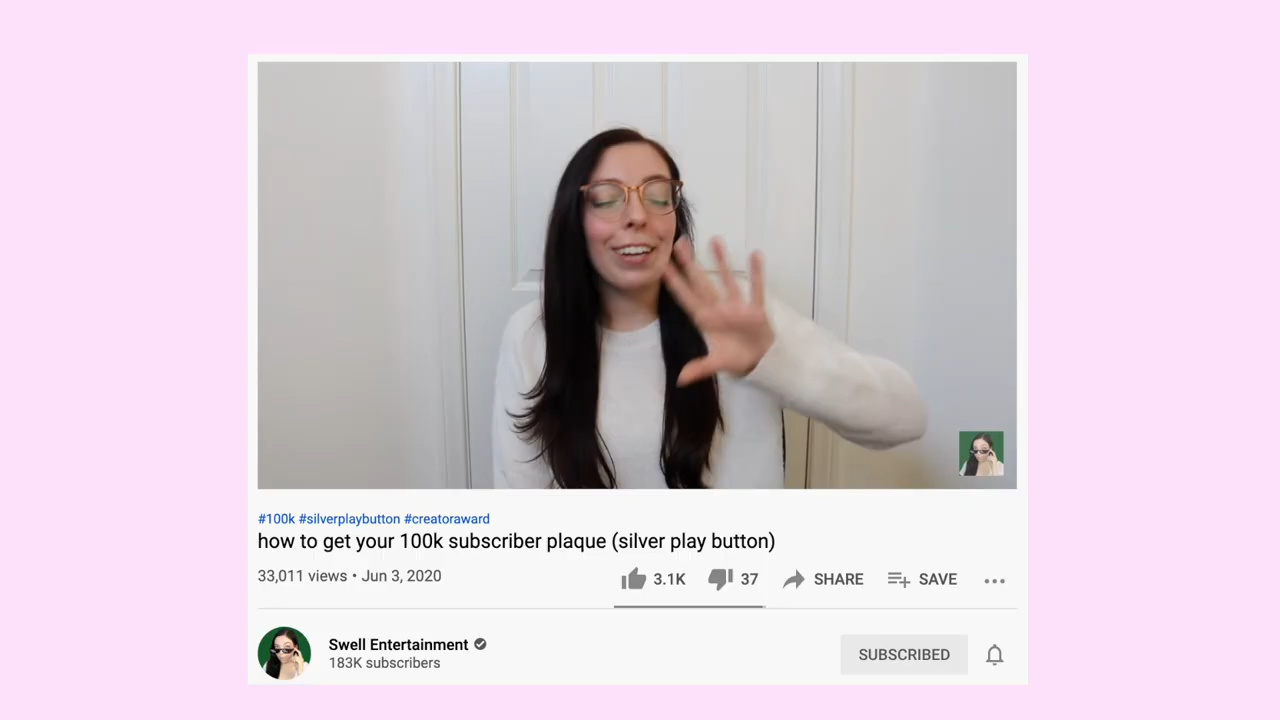 #100k #silverplaybutton #creatoraward
how to get your 100k subscriber plaque (silver play button)
33,011 views • Jun 3, 2020 3.1K 37 SHARE SAVE
Swell Entertainment
183K subscribers
SUBSCRIBED